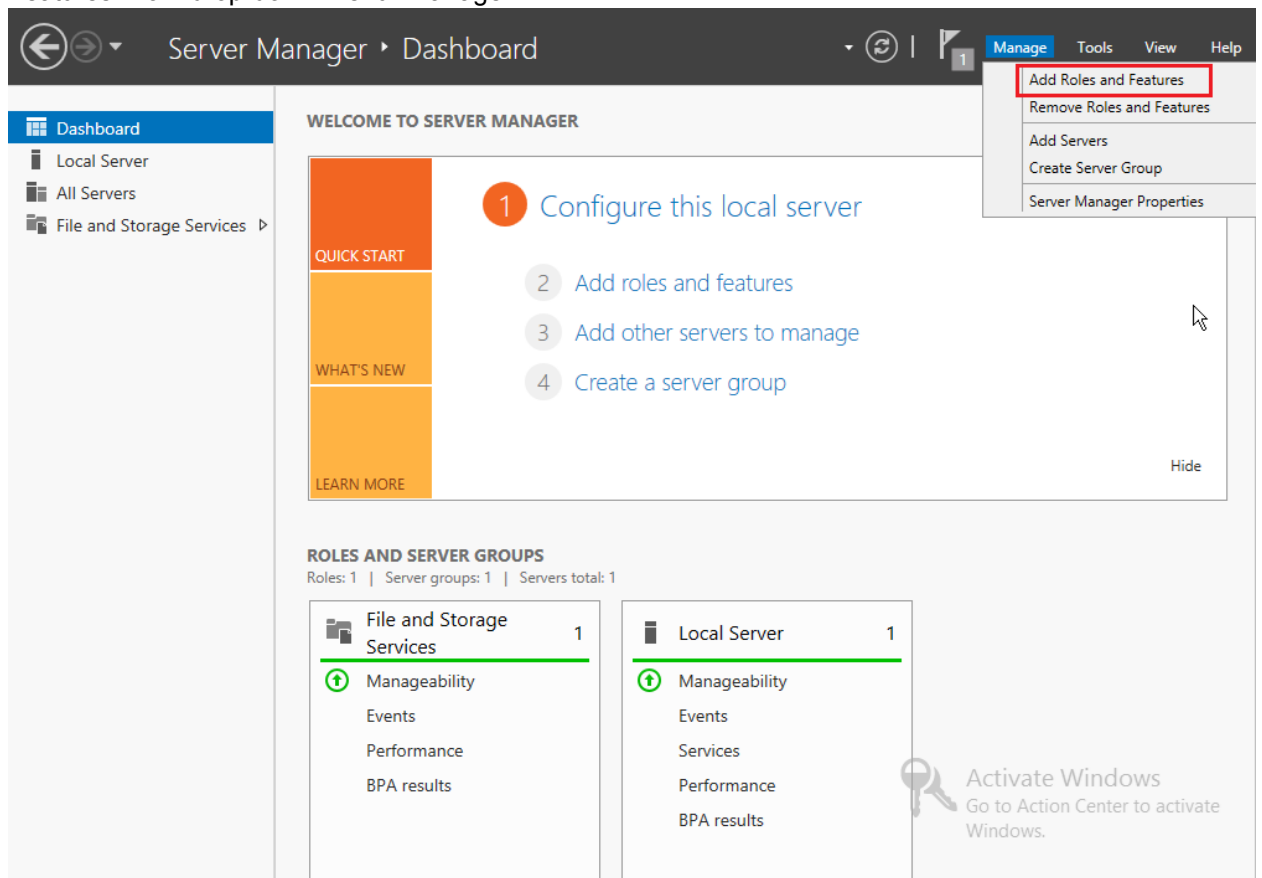 Server Manager ‣ Dashboard
1
Manage Tools View Help
Add Roles and Features
Remove Roles and Features
Add Servers
Create Server Group
Server Manager Properties
Dashboard
Local Server
All Servers
File and Storage Services
WELCOME TO SERVER MANAGER
QUICK START
WHAT'S NEW
LEARN MORE
1 Configure this local server
2 Add roles and features
3 Add other servers to manage
4 Create a server group
Hide
ROLES AND SERVER GROUPS
Roles: 1 | Server groups: 1 | Servers total: 1
File and Storage
Services 1
Manageability
Events
Performance
BPA results
Local Server 1
Manageability
Events
Services
Performance
BPA results
Activate Windows
Go to Action Center to activate
Windows.